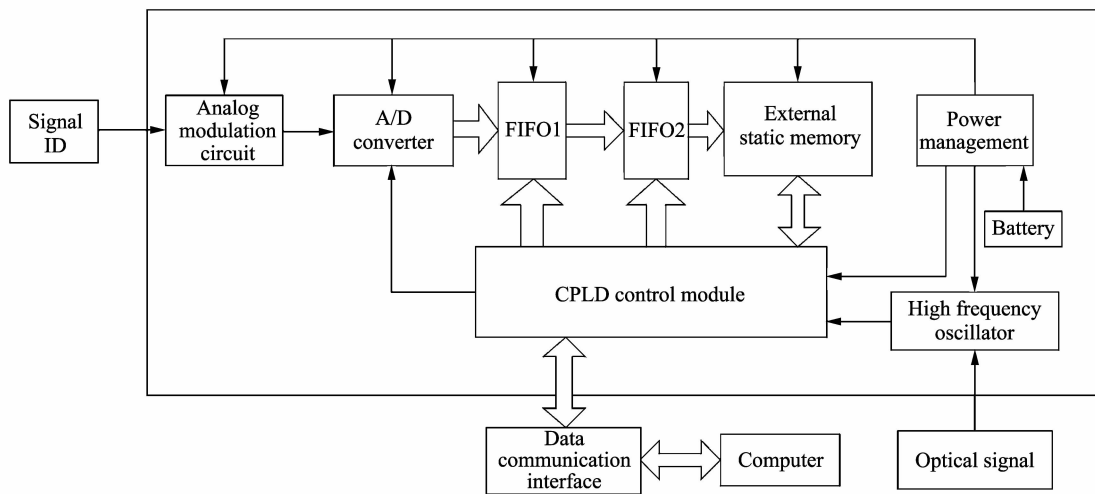 Signal
ID
Analog
modulation
circuit
A/D
converter
FIFO1
FIFO2
External
static memory
Power
management
Battery
CPLD control module
High frequency
oscillator
Data
communication
interface
Computer
Optical signal